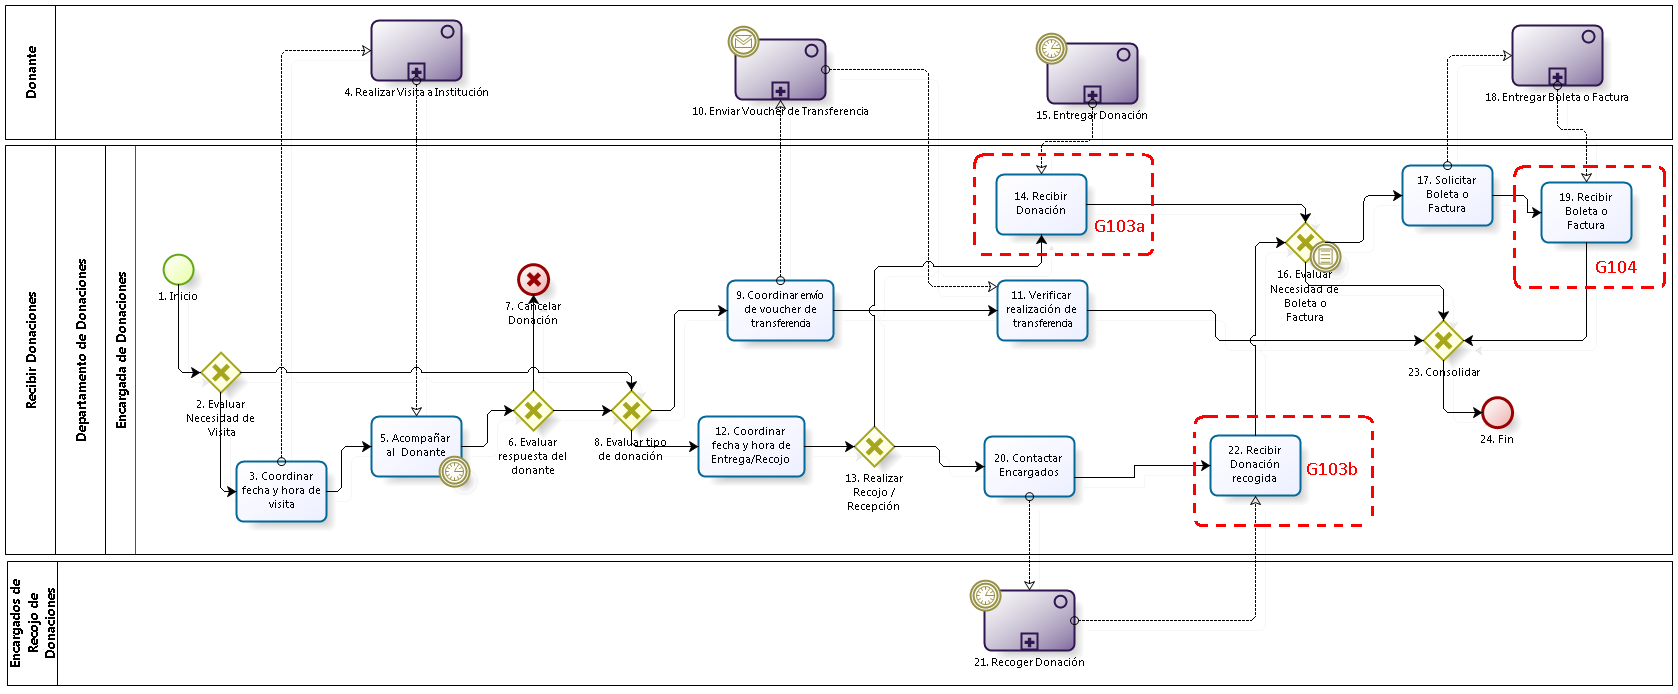 Donante
4. Realizar Visita a Institución
10. Enviar Voucher de Transferencia
15. Entregar Donación
18. Entregar Boleta o Factura
Recibir Donaciones
Departamento de Donaciones
Encargada de Donaciones
1. Inicio
2. Evaluar
Necesidad de
Visita
3. Coordinar
fecha y hora de
visita
5. Acompañar
al Donante
6. Evaluar
respuesta del
donante
7. Cancelar
Donación
8. Evaluar tipo
de donación
9. Coordinar envío
de voucher de
transferencia
11. Verificar
realización de
transferencia
12. Coordinar
fecha y hora de
Entrega/Recojo
13. Realizar
Recojo /
Recepción
14. Recibir
Donación
G103a
16. Evaluar
Necesidad de
Boleta o
Factura
17. Solicitar
Boleta o
Factura
19. Recibir
Boleta o
Factura
G104
20. Contactar
Encargados
22. Recibir
Donación
recogida
G103b
23. Consolidar
24. Fin
Encargados de
Recojo de
Donaciones
21. Recoger Donación